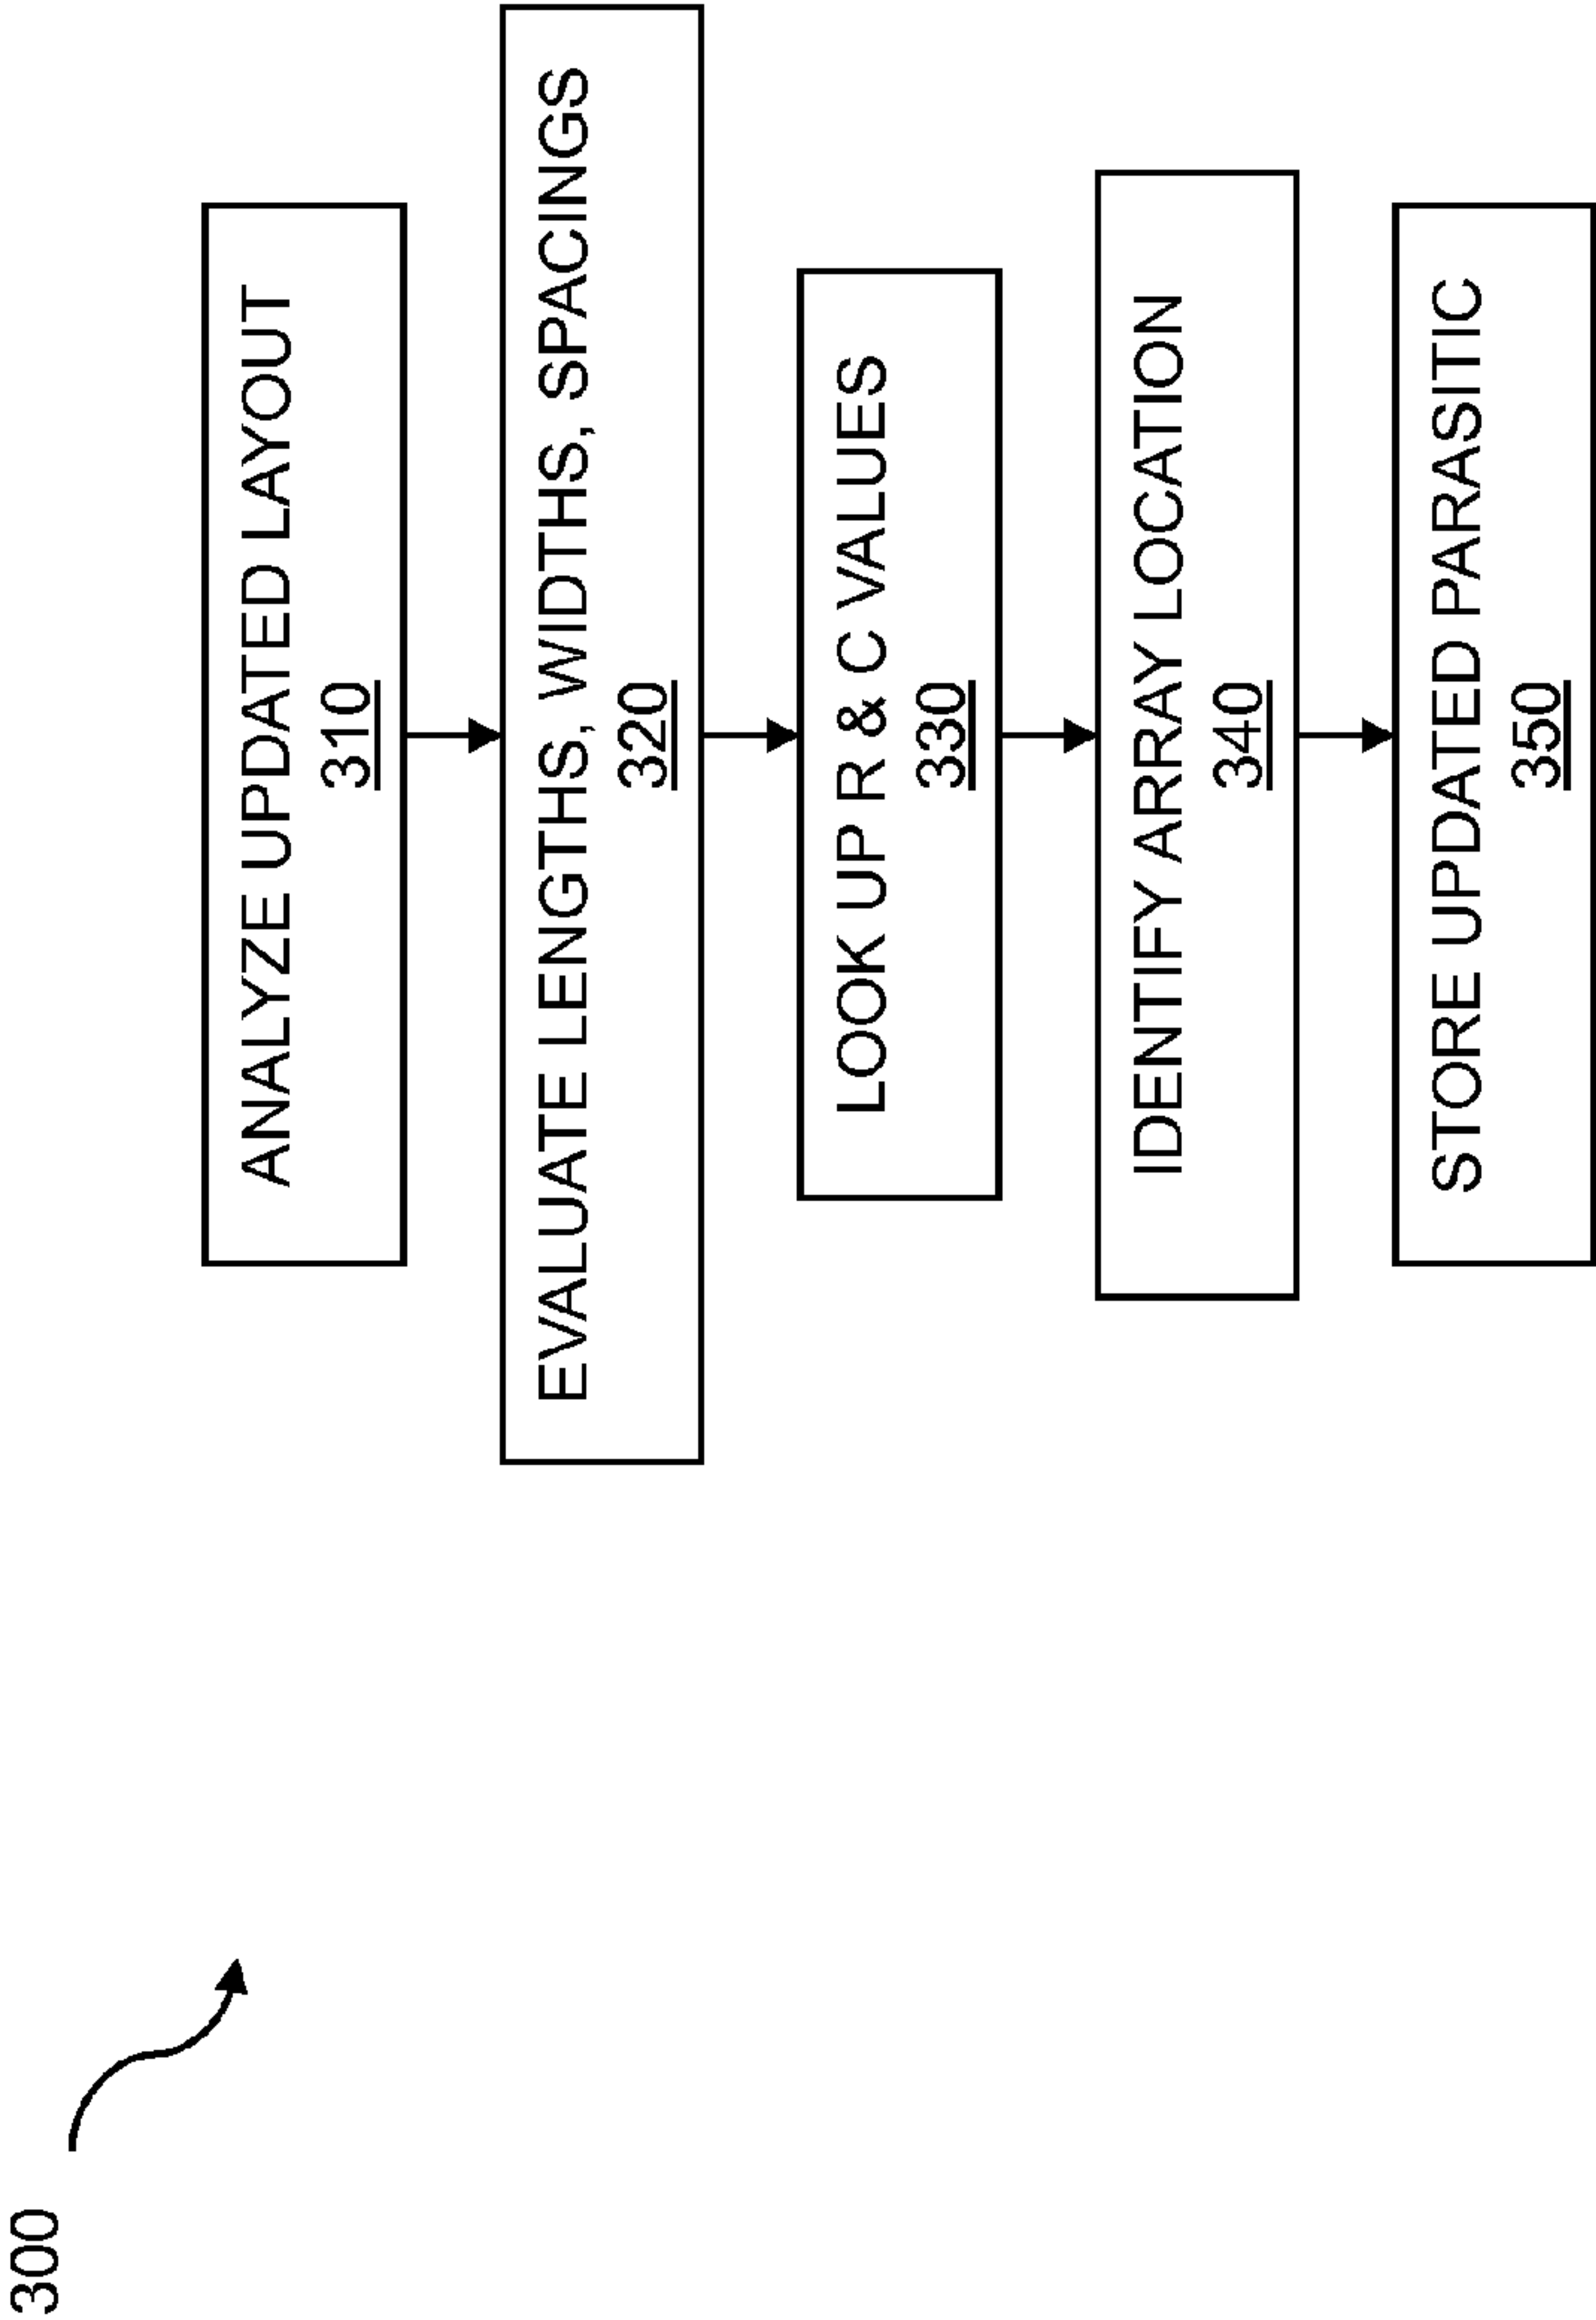 300
ANALYZE UPDATED LAYOUT
310
EVALUATE LENGTHS, WIDTHS, SPACINGS
320
LOOK UP R & C VALUES
330
IDENTIFY ARRAY LOCATION
340
STORE UPDATED PARASITIC
350